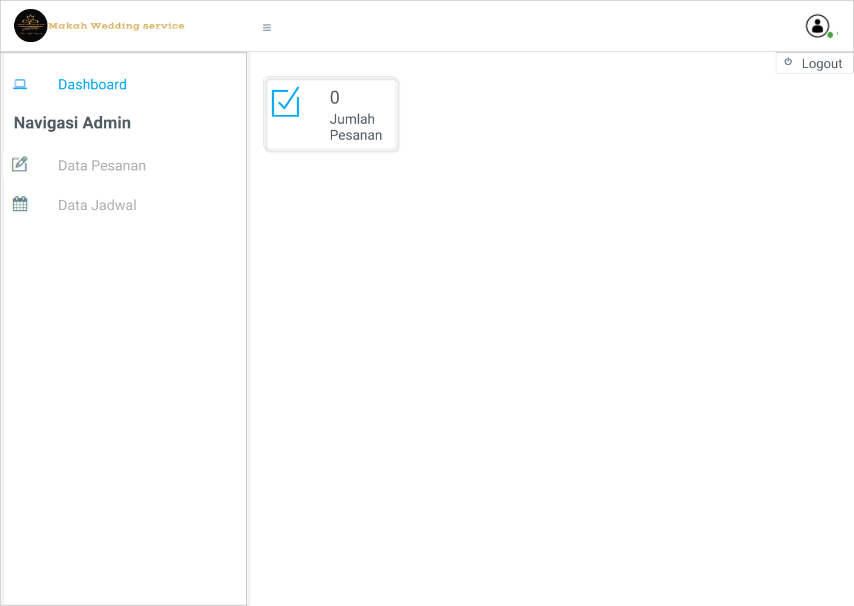 Makah Wedding service
Logout
Dashboard
Navigasi Admin
Data Pesanan
Data Jadwal
0
Jumlah
Pesanan